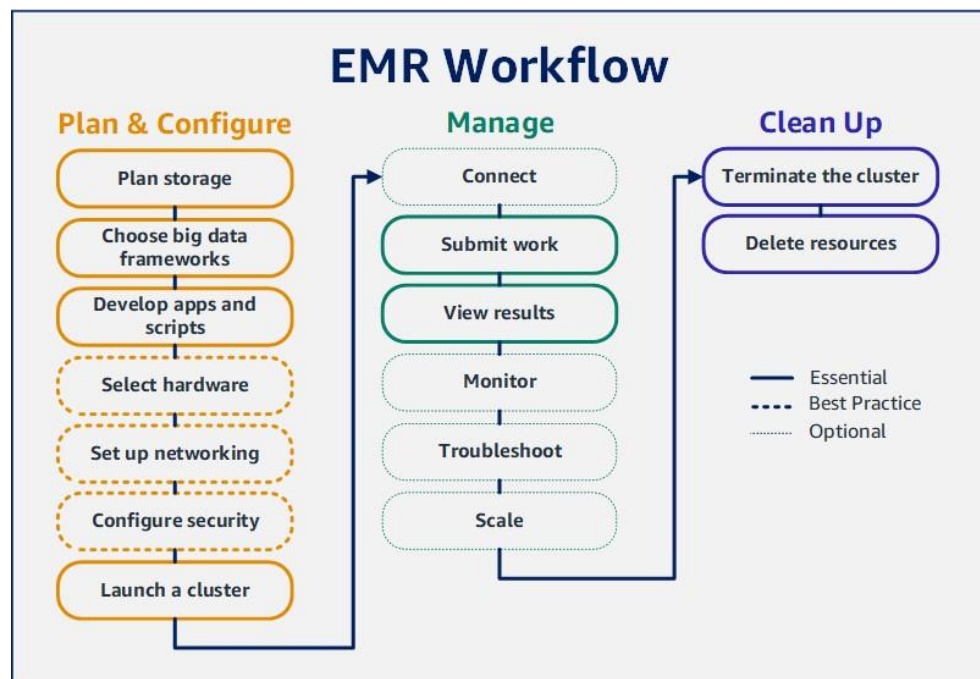 EMR Workflow
Plan & Configure
Plan storage
Choose big data
frameworks
Develop apps and
scripts
Select hardware
Set up networking
Configure security
Launch a cluster
Manage
Connect
Submit work
View results
Monitor
Troubleshoot
Scale
Clean Up
Terminate the cluster
Delete resources
Essential
Best Practice
Optional